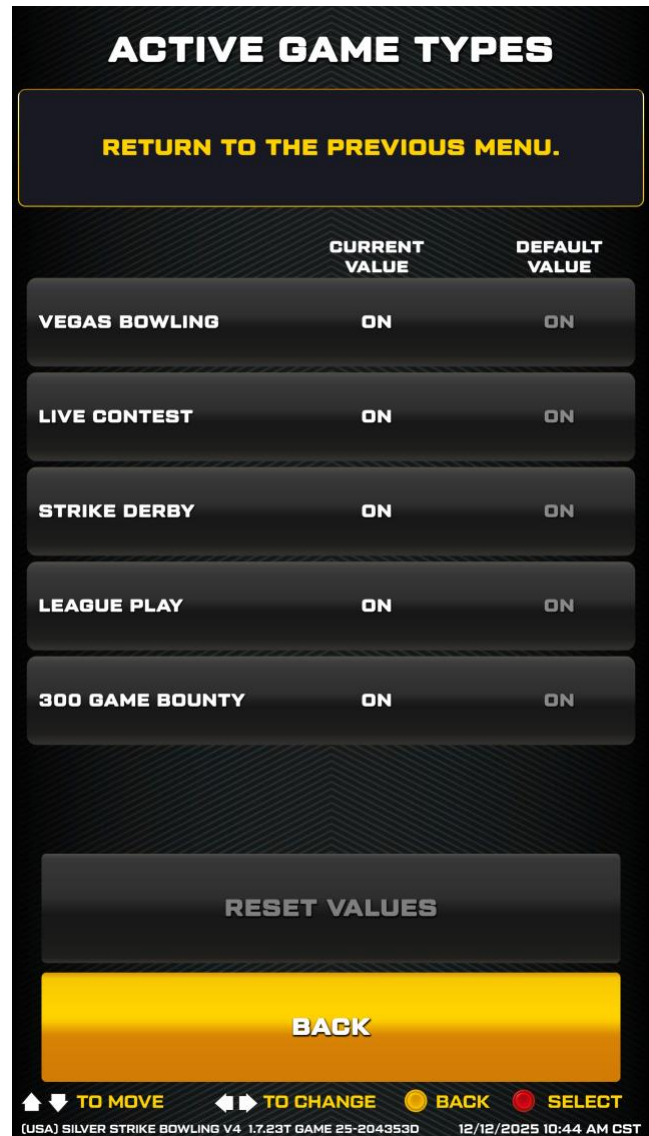 ACTIVE GAME TYPES
RETURN TO THE PREVIOUS MENU.
CURRENT VALUE
DEFAULT VALUE
VEGAS BOWLING ON ON
LIVE CONTEST ON ON
STRIKE DERBY ON ON
LEAGUE PLAY ON ON
300 GAME BOUNTY ON ON
RESET VALUES
BACK
TO MOVE TO CHANGE BACK SELECT
(USA) SILVER STRIKE BOWLING V4 1.7.23T GAME 25-204353D 12/12/2025 10:44 AM CST